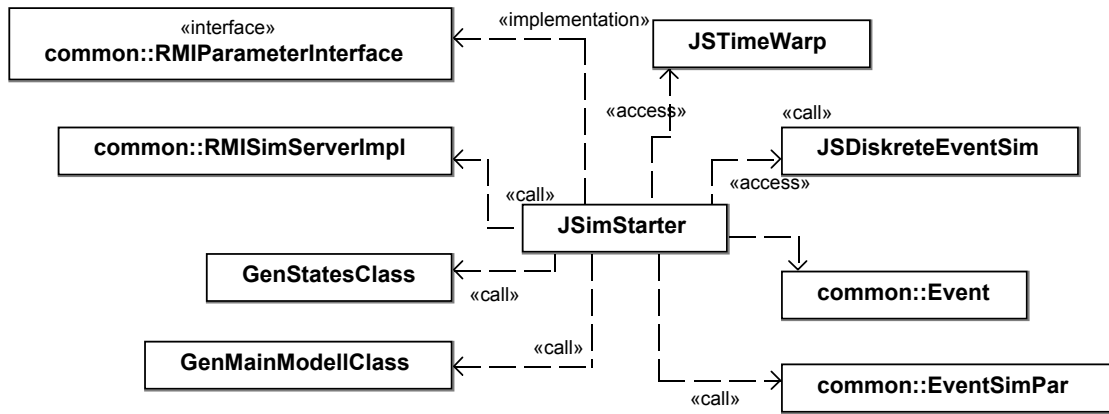 «interface»
common::RMIParameterInterface
«implementation»
JSTimeWarp
«access»
«call»
common::RMISimServerImpl
JSDiskreteEventSim
«access»
«call»
JSimStarter
GenStatesClass
«call»
common::Event
«call»
GenMainModellClass
common::EventSimPar
«call»